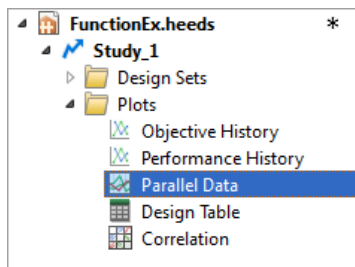 FunctionEx.heeds *
Study_1
Design Sets
Plots
Objective History
Performance History
Parallel Data
Design Table
Correlation